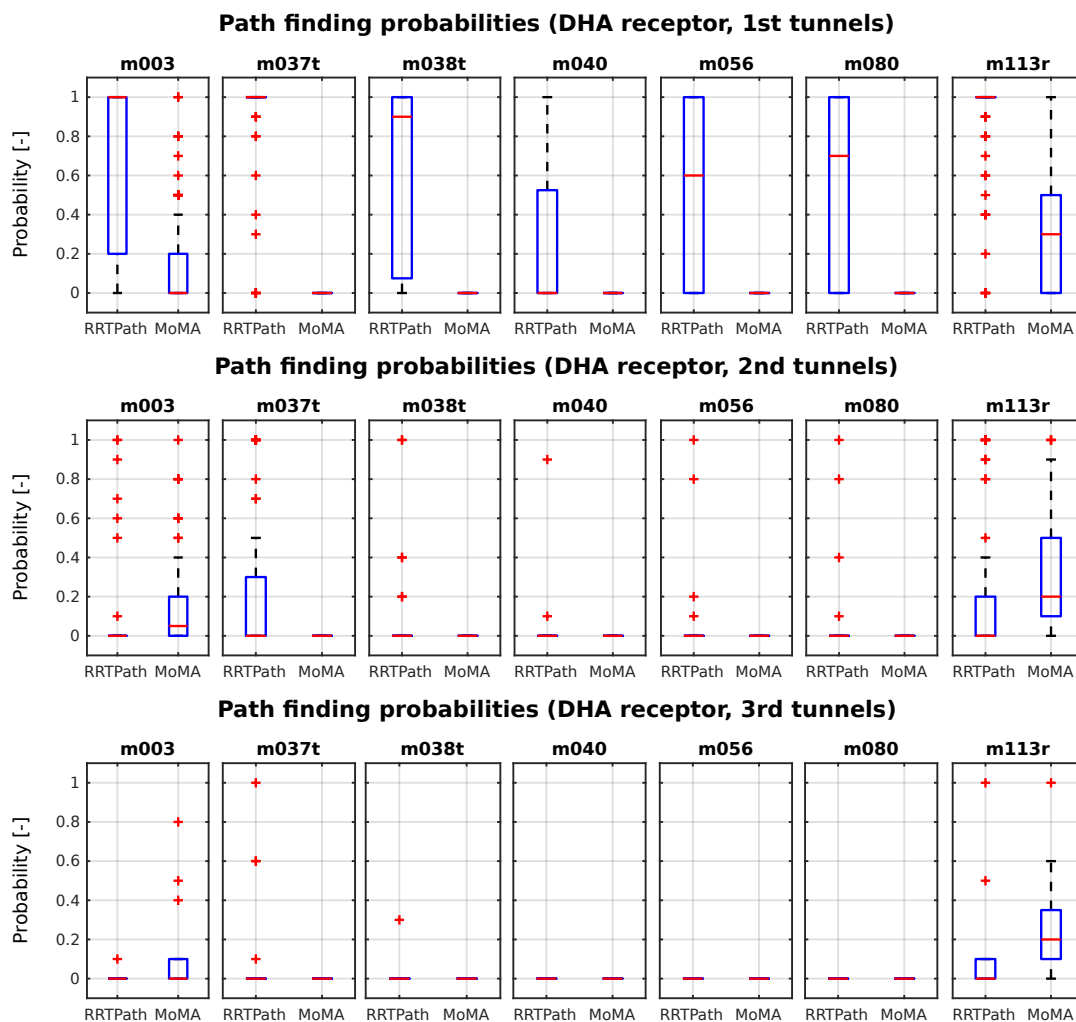 Path finding probabilities (DHA receptor, 1st tunnels)
m003 m037t m038t m040 m056 m080 m113r
Probability [-]
1
0.8
0.6
0.4
0.2
0
RRTPath MoMA RRTPath MoMA RRTPath MoMA RRTPath MoMA RRTPath MoMA RRTPath MoMA RRTPath MoMA
Path finding probabilities (DHA receptor, 2nd tunnels)
m003 m037t m038t m040 m056 m080 m113r
Probability [-]
1
0.8
0.6
0.4
0.2
0
RRTPath MoMA RRTPath MoMA RRTPath MoMA RRTPath MoMA RRTPath MoMA RRTPath MoMA RRTPath MoMA
Path finding probabilities (DHA receptor, 3rd tunnels)
m003 m037t m038t m040 m056 m080 m113r
Probability [-]
1
0.8
0.6
0.4
0.2
0
RRTPath MoMA RRTPath MoMA RRTPath MoMA RRTPath MoMA RRTPath MoMA RRTPath MoMA RRTPath MoMA